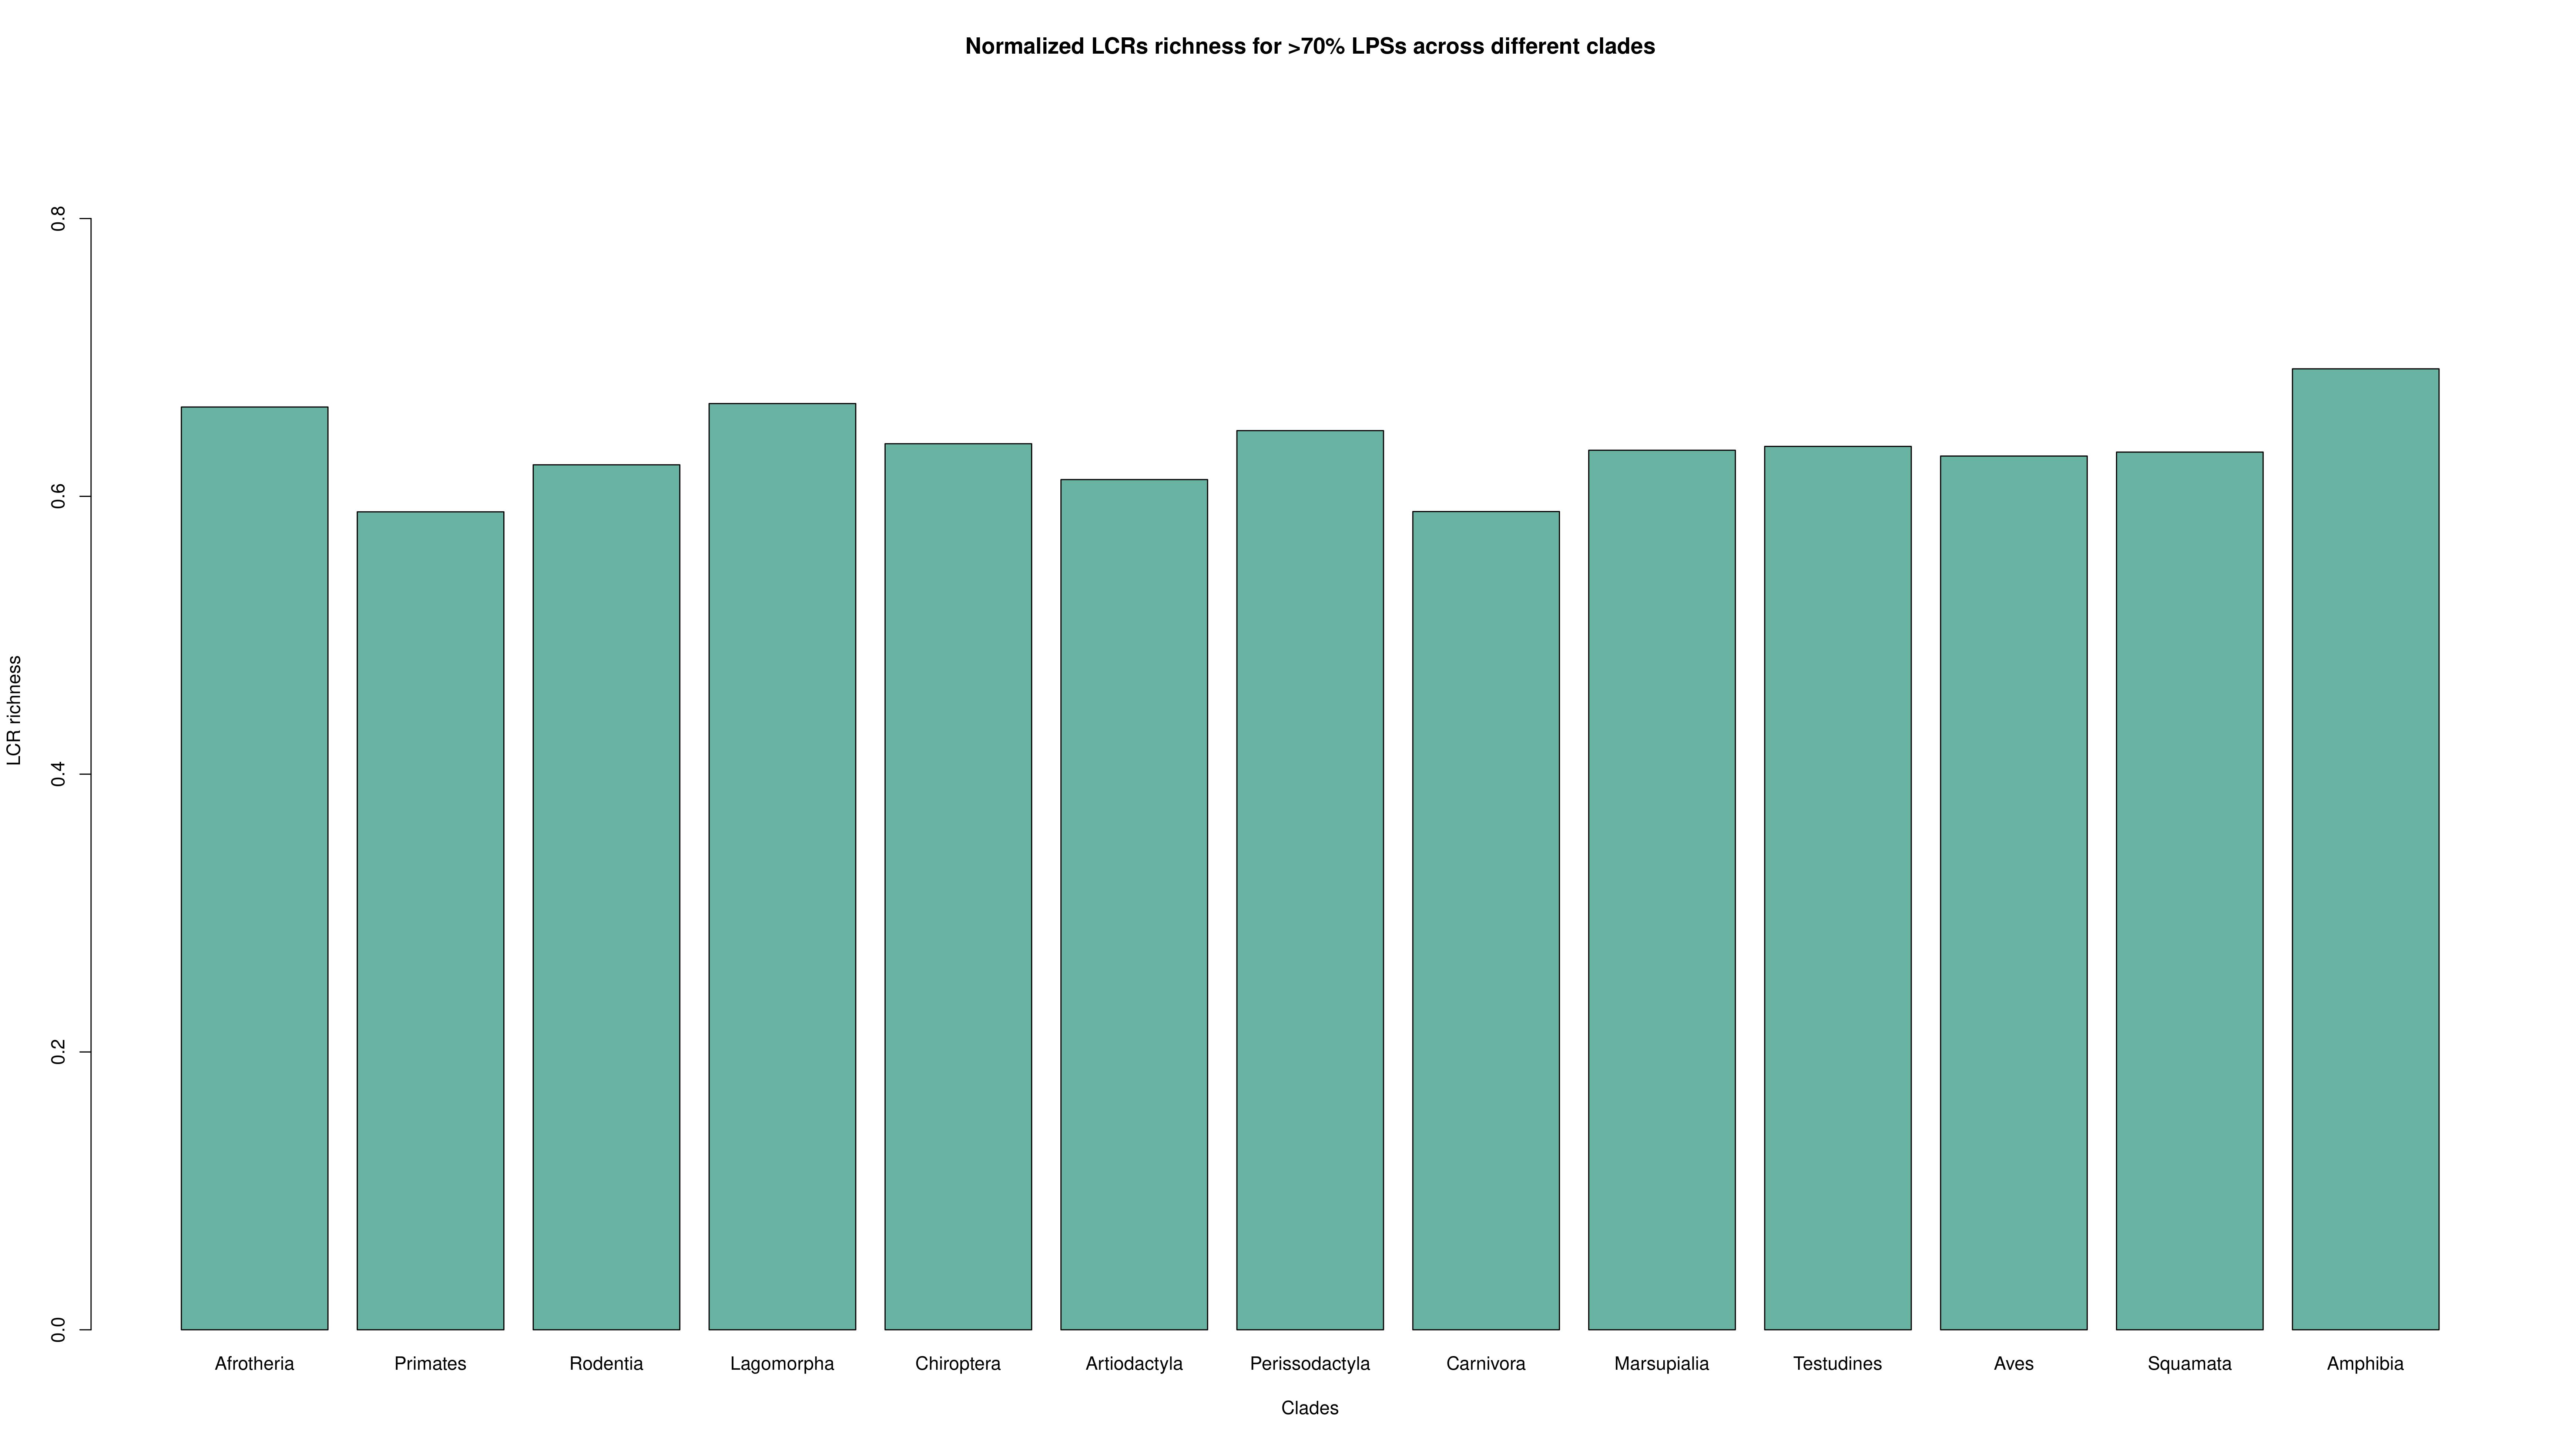 Normalized LCRs richness for >70% LPSs across different clades
LCR richness
0.8
0.6
0.4
0.2
0.0
Afrotheria Primates Rodentia Lagomorpha Chiroptera Artiodactyla Perissodactyla Carnivora Marsupialia Testudines Aves Squamata Amphibia
Clades